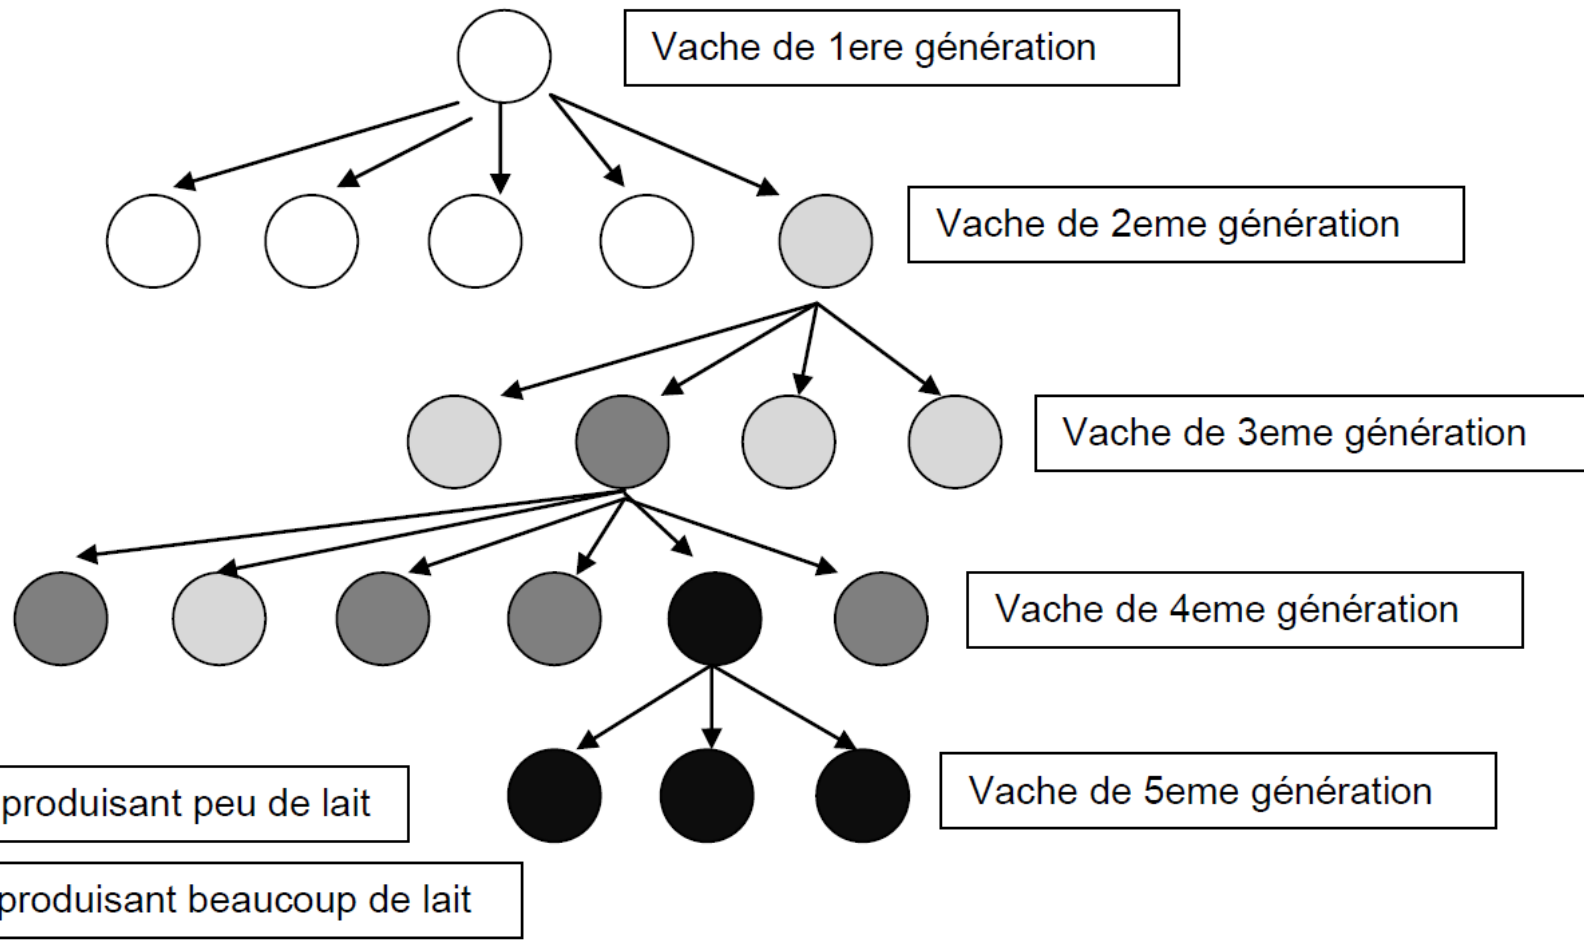 Vache de 1ere génération
Vache de 2eme génération
Vache de 3eme génération
Vache de 4eme génération
Vache de 5eme génération
produisant peu de lait
produisant beaucoup de lait